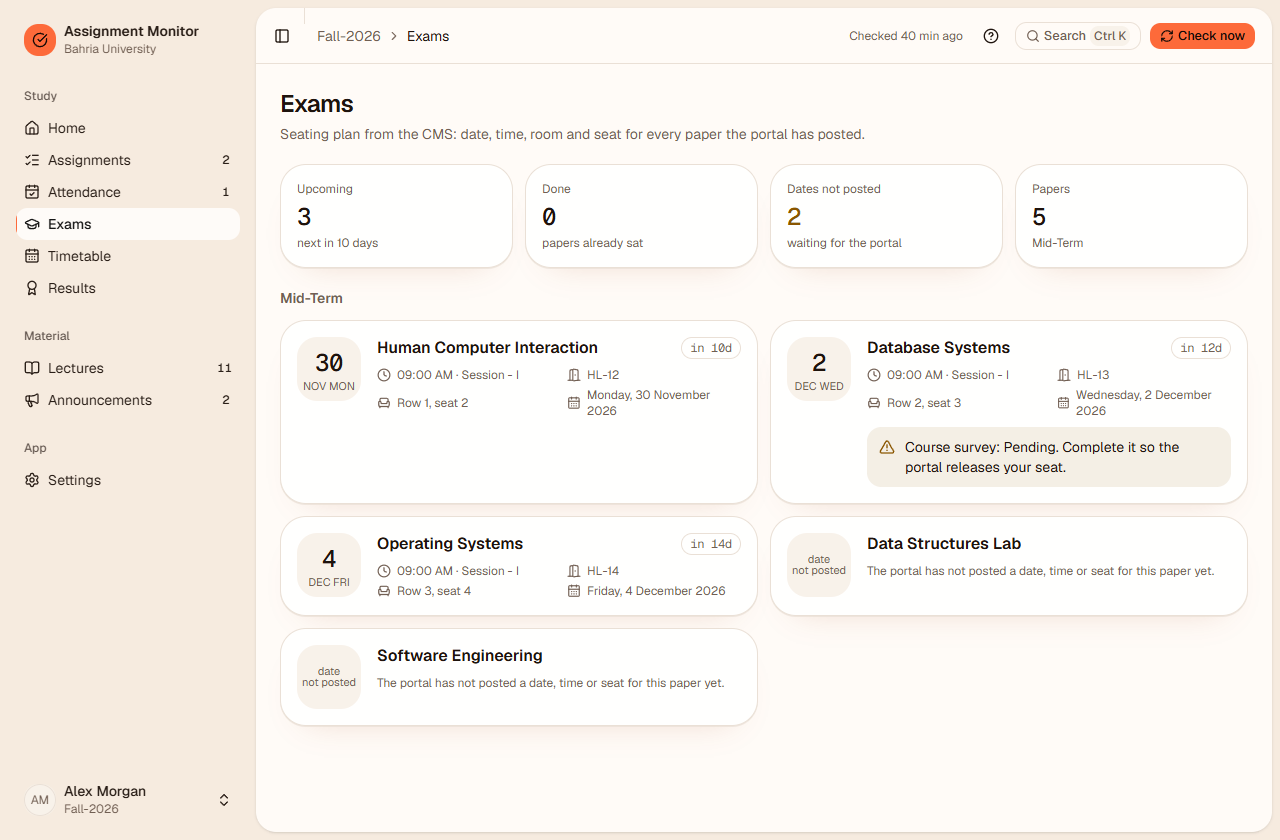 Assignment Monitor
Bahria University
Study
Home
Assignments 2
Attendance 1
Exams
Timetable
Results
Material
Lectures 11
Announcements 2
App
Settings
AM
Alex Morgan
Fall-2026
Fall-2026 > Exams
Checked 40 min ago
Search Ctrl K
Check now
Exams
Seating plan from the CMS: date, time, room and seat for every paper the portal has posted.
Upcoming
3
next in 10 days
Done
0
papers already sat
Dates not posted
2
waiting for the portal
Papers
5
Mid-Term
Mid-Term
30
NOV MON
Human Computer Interaction
in 10d
09:00 AM · Session - I
HL-12
Row 1, seat 2
Monday, 30 November
2026
2
DEC WED
Database Systems
in 12d
09:00 AM · Session - I
HL-13
Row 2, seat 3
Wednesday, 2 December
2026
Course survey: Pending. Complete it so the
portal releases your seat.
4
DEC FRI
Operating Systems
in 14d
09:00 AM · Session - I
HL-14
Row 3, seat 4
Friday, 4 December 2026
date
not posted
Data Structures Lab
The portal has not posted a date, time or seat for this paper yet.
date
not posted
Software Engineering
The portal has not posted a date, time or seat for this paper yet.